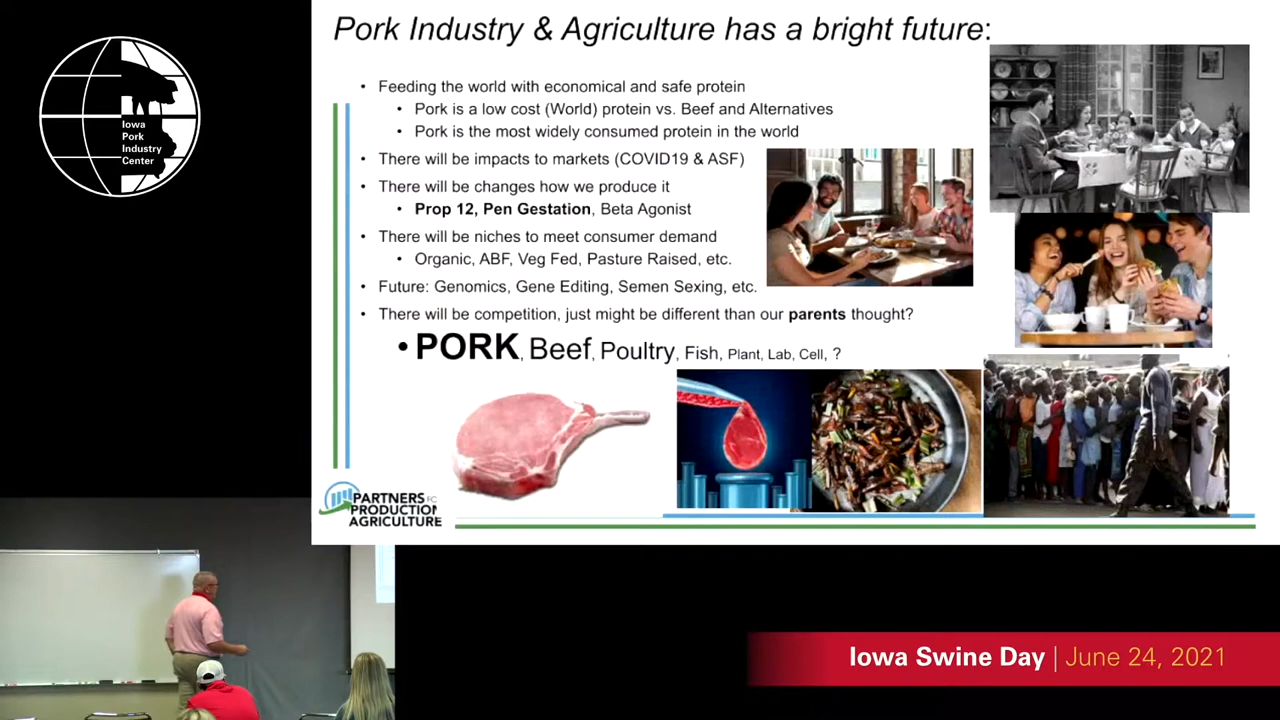 Iowa
Pork
Industry
Center
Pork Industry & Agriculture has a bright future:
• Feeding the world with economical and safe protein
• Pork is a low cost (World) protein vs. Beef and Alternatives
• Pork is the most widely consumed protein in the world
• There will be impacts to markets (COVID19 & ASF)
• There will be changes how we produce it
• Prop 12, Pen Gestation, Beta Agonist
• There will be niches to meet consumer demand
• Organic, ABF, Veg Fed, Pasture Raised, etc.
• Future: Genomics, Gene Editing, Semen Sexing, etc.
• There will be competition, just might be different than our parents thought?
• PORK, Beef, Poultry, Fish, Plant, Lab, Cell, ?
PARTNERS
PRODUCTION
AGRICULTURE
Iowa Swine Day | June 24, 2021